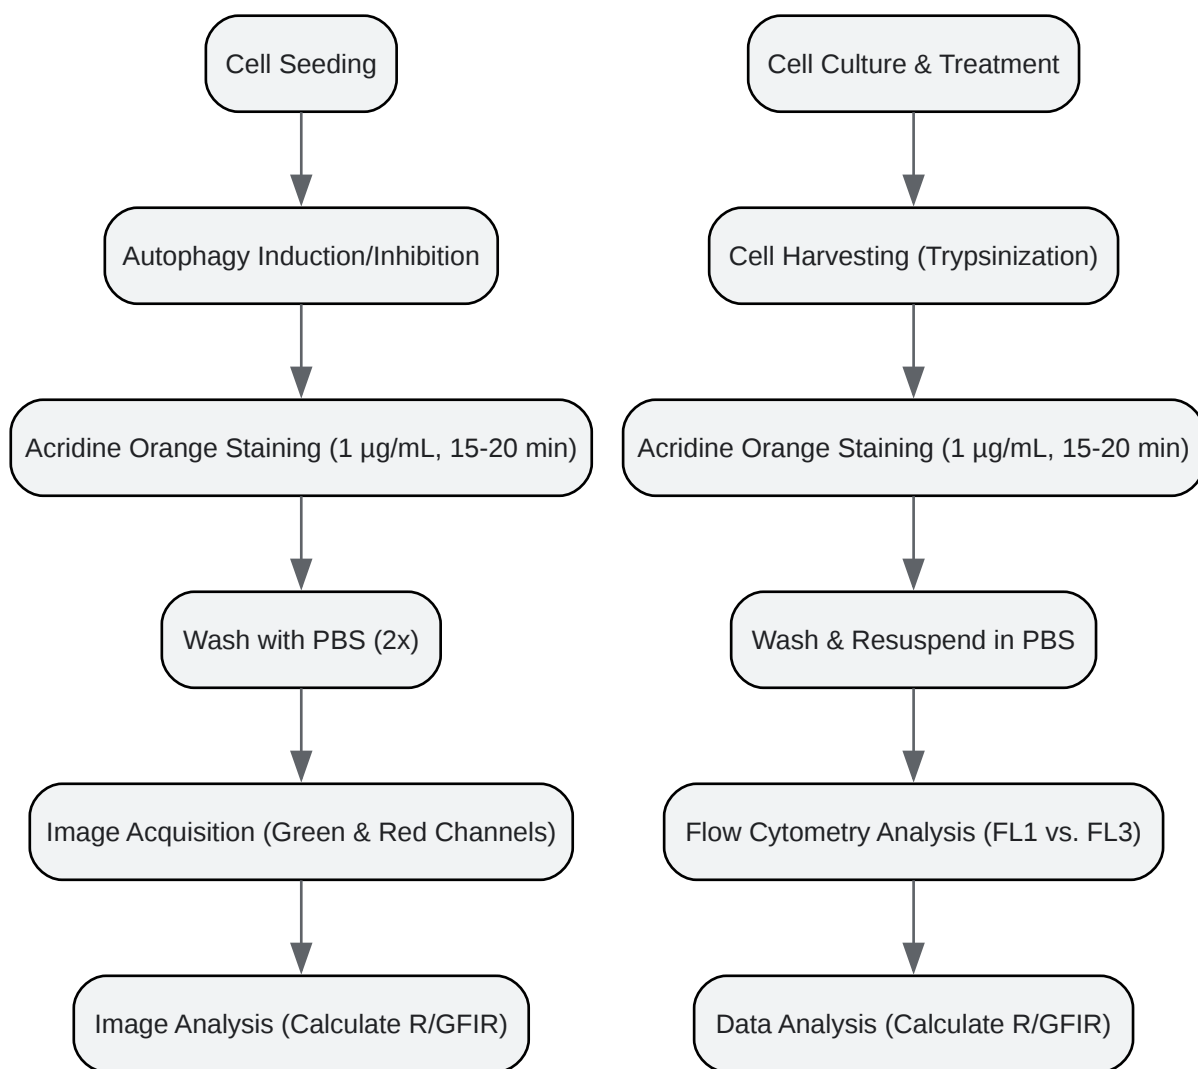 Cell Seeding
Autophagy Induction/Inhibition
Acridine Orange Staining (1 µg/mL, 15-20 min)
Wash with PBS (2x)
Image Acquisition (Green & Red Channels)
Image Analysis (Calculate R/GFIR)
Cell Culture & Treatment
Cell Harvesting (Trypsinization)
Acridine Orange Staining (1 µg/mL, 15-20 min)
Wash & Resuspend in PBS
Flow Cytometry Analysis (FL1 vs. FL3)
Data Analysis (Calculate R/GFIR)